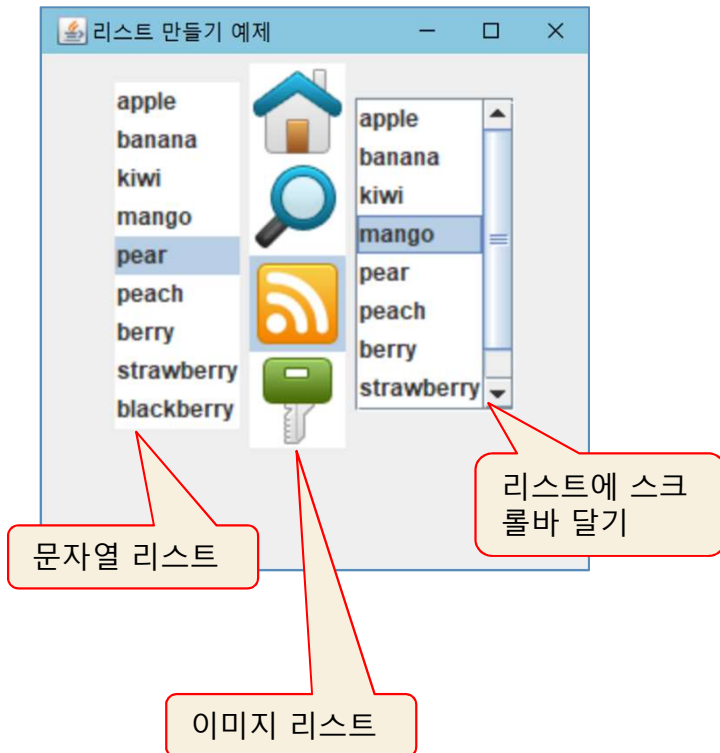 리스트 만들기 예제
apple
banana
kiwi
mango
pear
peach
berry
strawberry
blackberry
apple
banana
kiwi
mango
pear
peach
berry
strawberry
리스트에 스크
롤바 달기
문자열 리스트
이미지 리스트